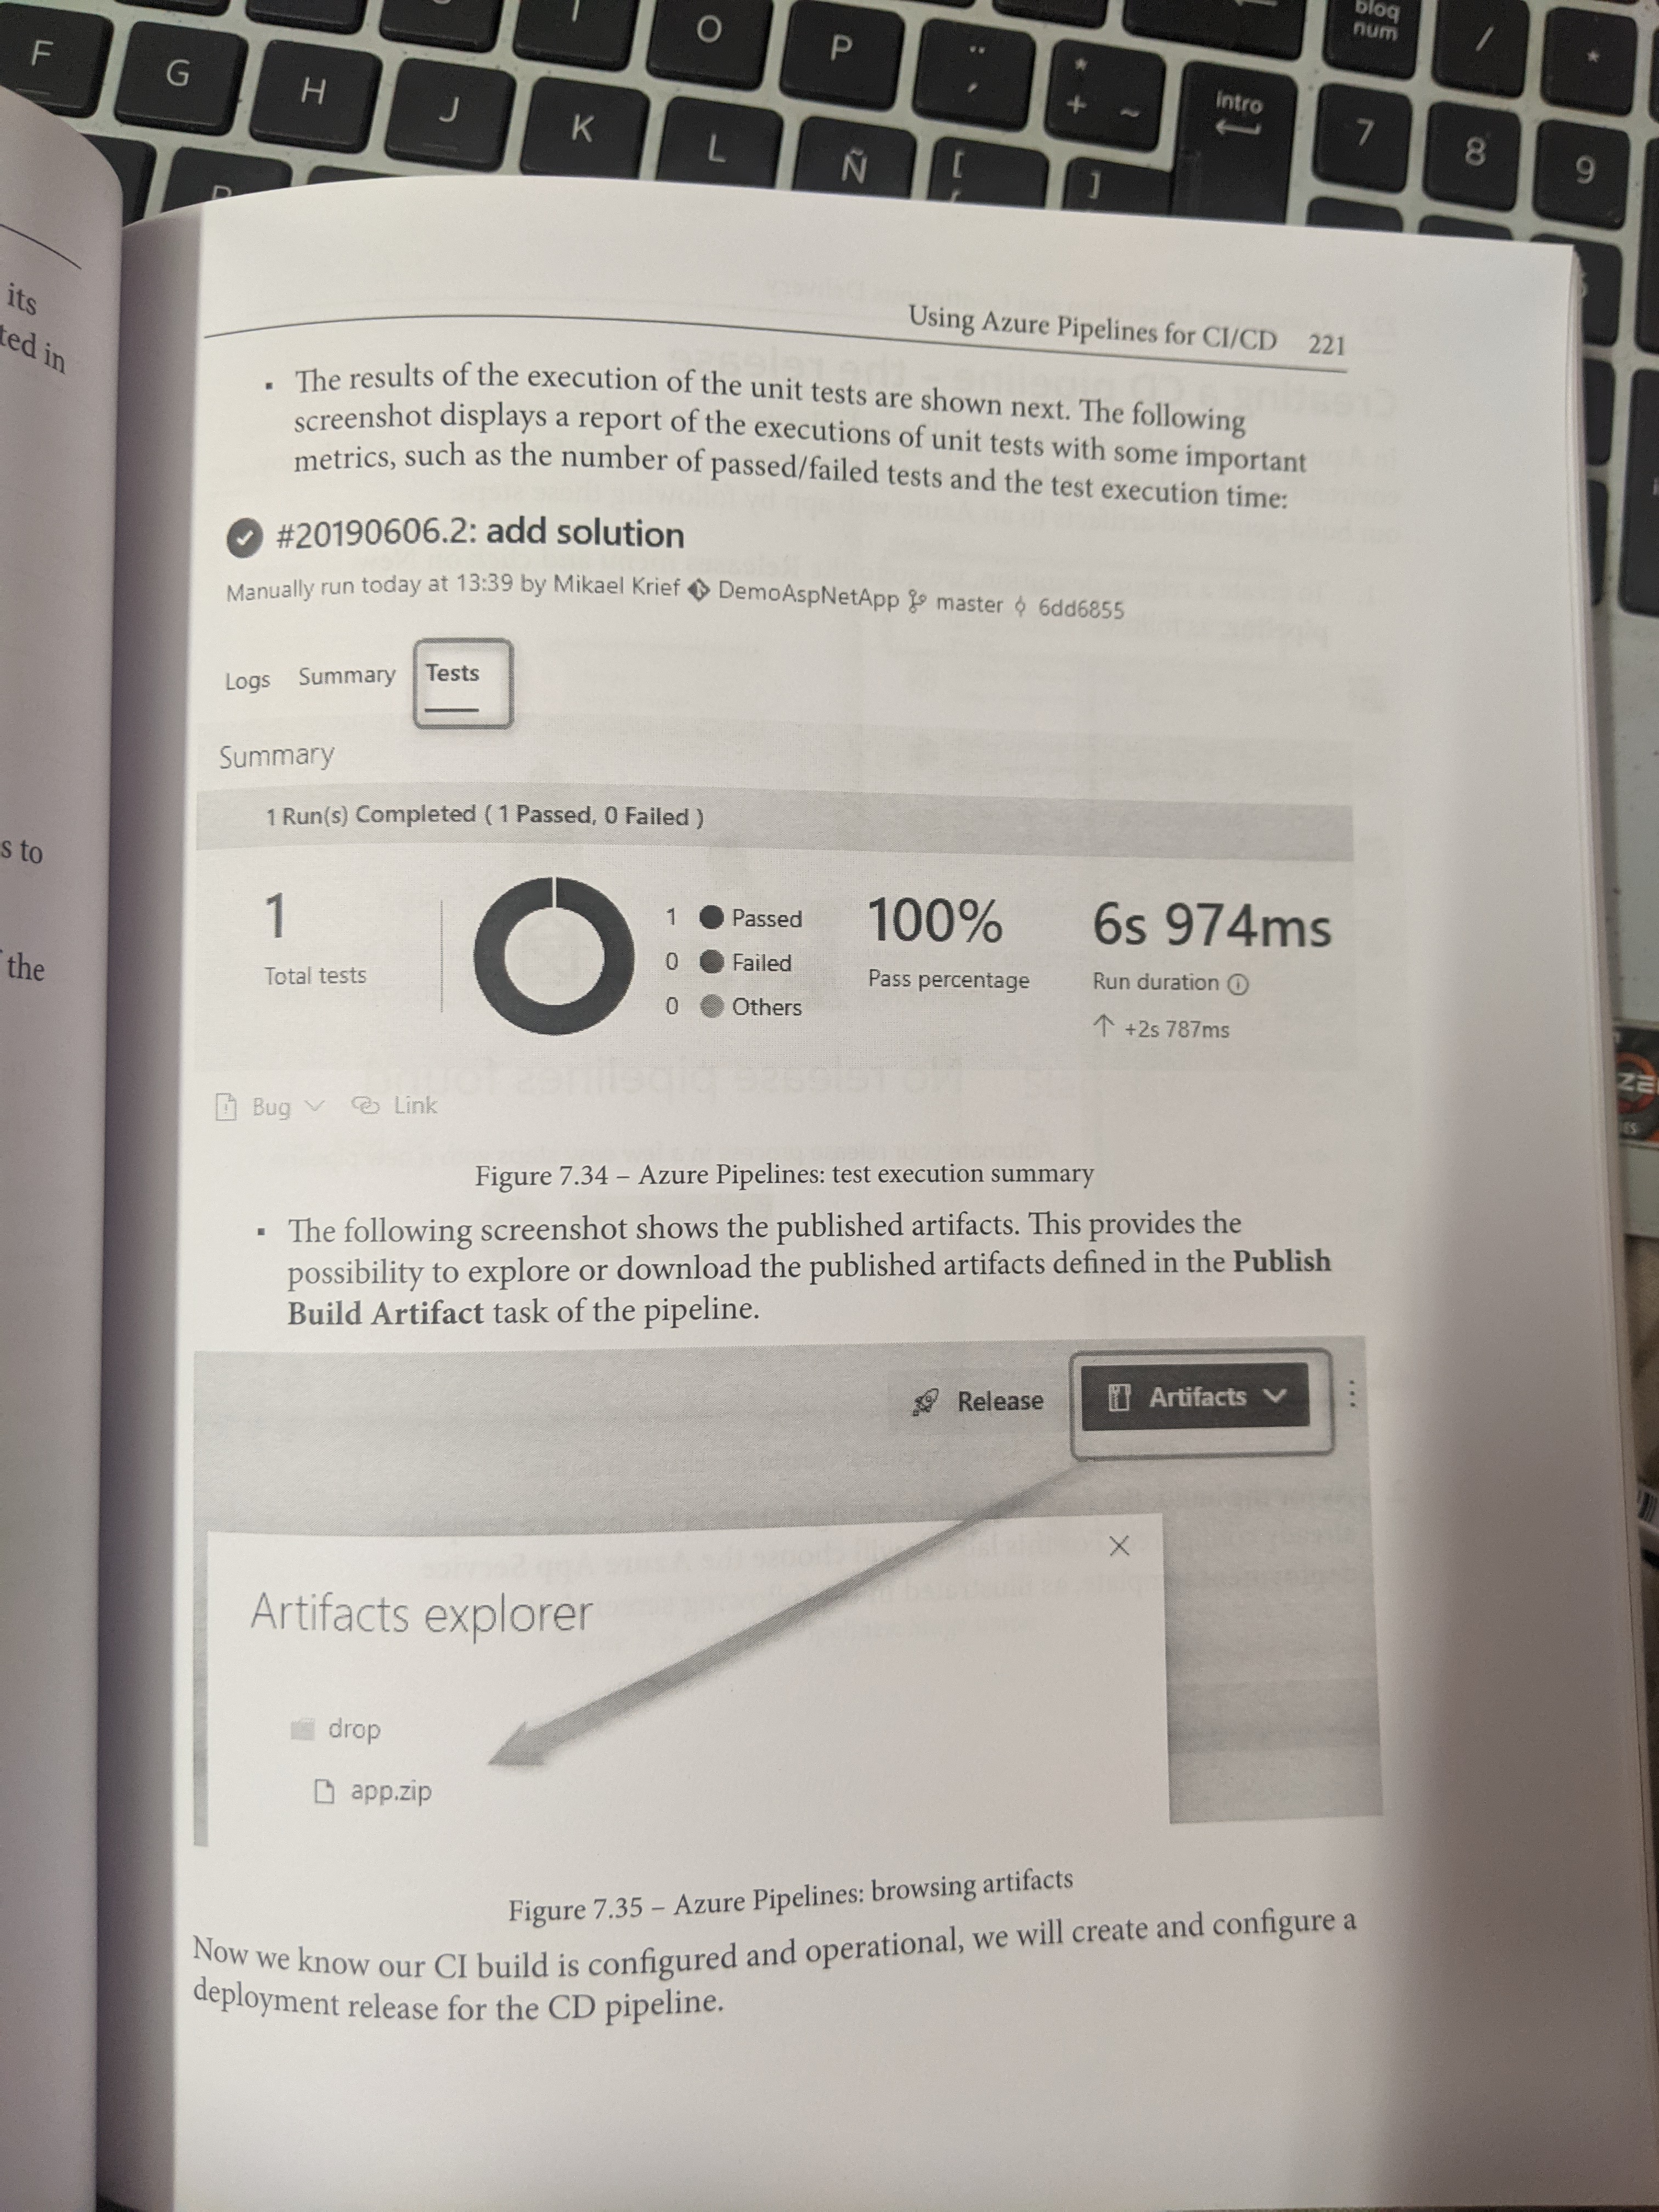 bloq
num
F
G
H
J
K
L
Ñ
O
P
¨
´
*
+ ~
[
]
intro
/
*
7
8
9
its
ted in
s to
the
Using Azure Pipelines for CI/CD 221
▪ The results of the execution of the unit tests are shown next. The following
screenshot displays a report of the executions of unit tests with some important
metrics, such as the number of passed/failed tests and the test execution time:
#20190606.2: add solution
Manually run today at 13:39 by Mikael Krief DemoAspNetApp master 6dd6855
Logs Summary Tests
Summary
1 Run(s) Completed ( 1 Passed, 0 Failed )
1
Total tests
1 Passed
0 Failed
0 Others
100%
Pass percentage
6s 974ms
Run duration
↑ +2s 787ms
Bug Link
Figure 7.34 – Azure Pipelines: test execution summary
▪ The following screenshot shows the published artifacts. This provides the
possibility to explore or download the published artifacts defined in the Publish
Build Artifact task of the pipeline.
Release Artifacts
Artifacts explorer
drop
app.zip
Figure 7.35 – Azure Pipelines: browsing artifacts
Now we know our CI build is configured and operational, we will create and configure a
deployment release for the CD pipeline.